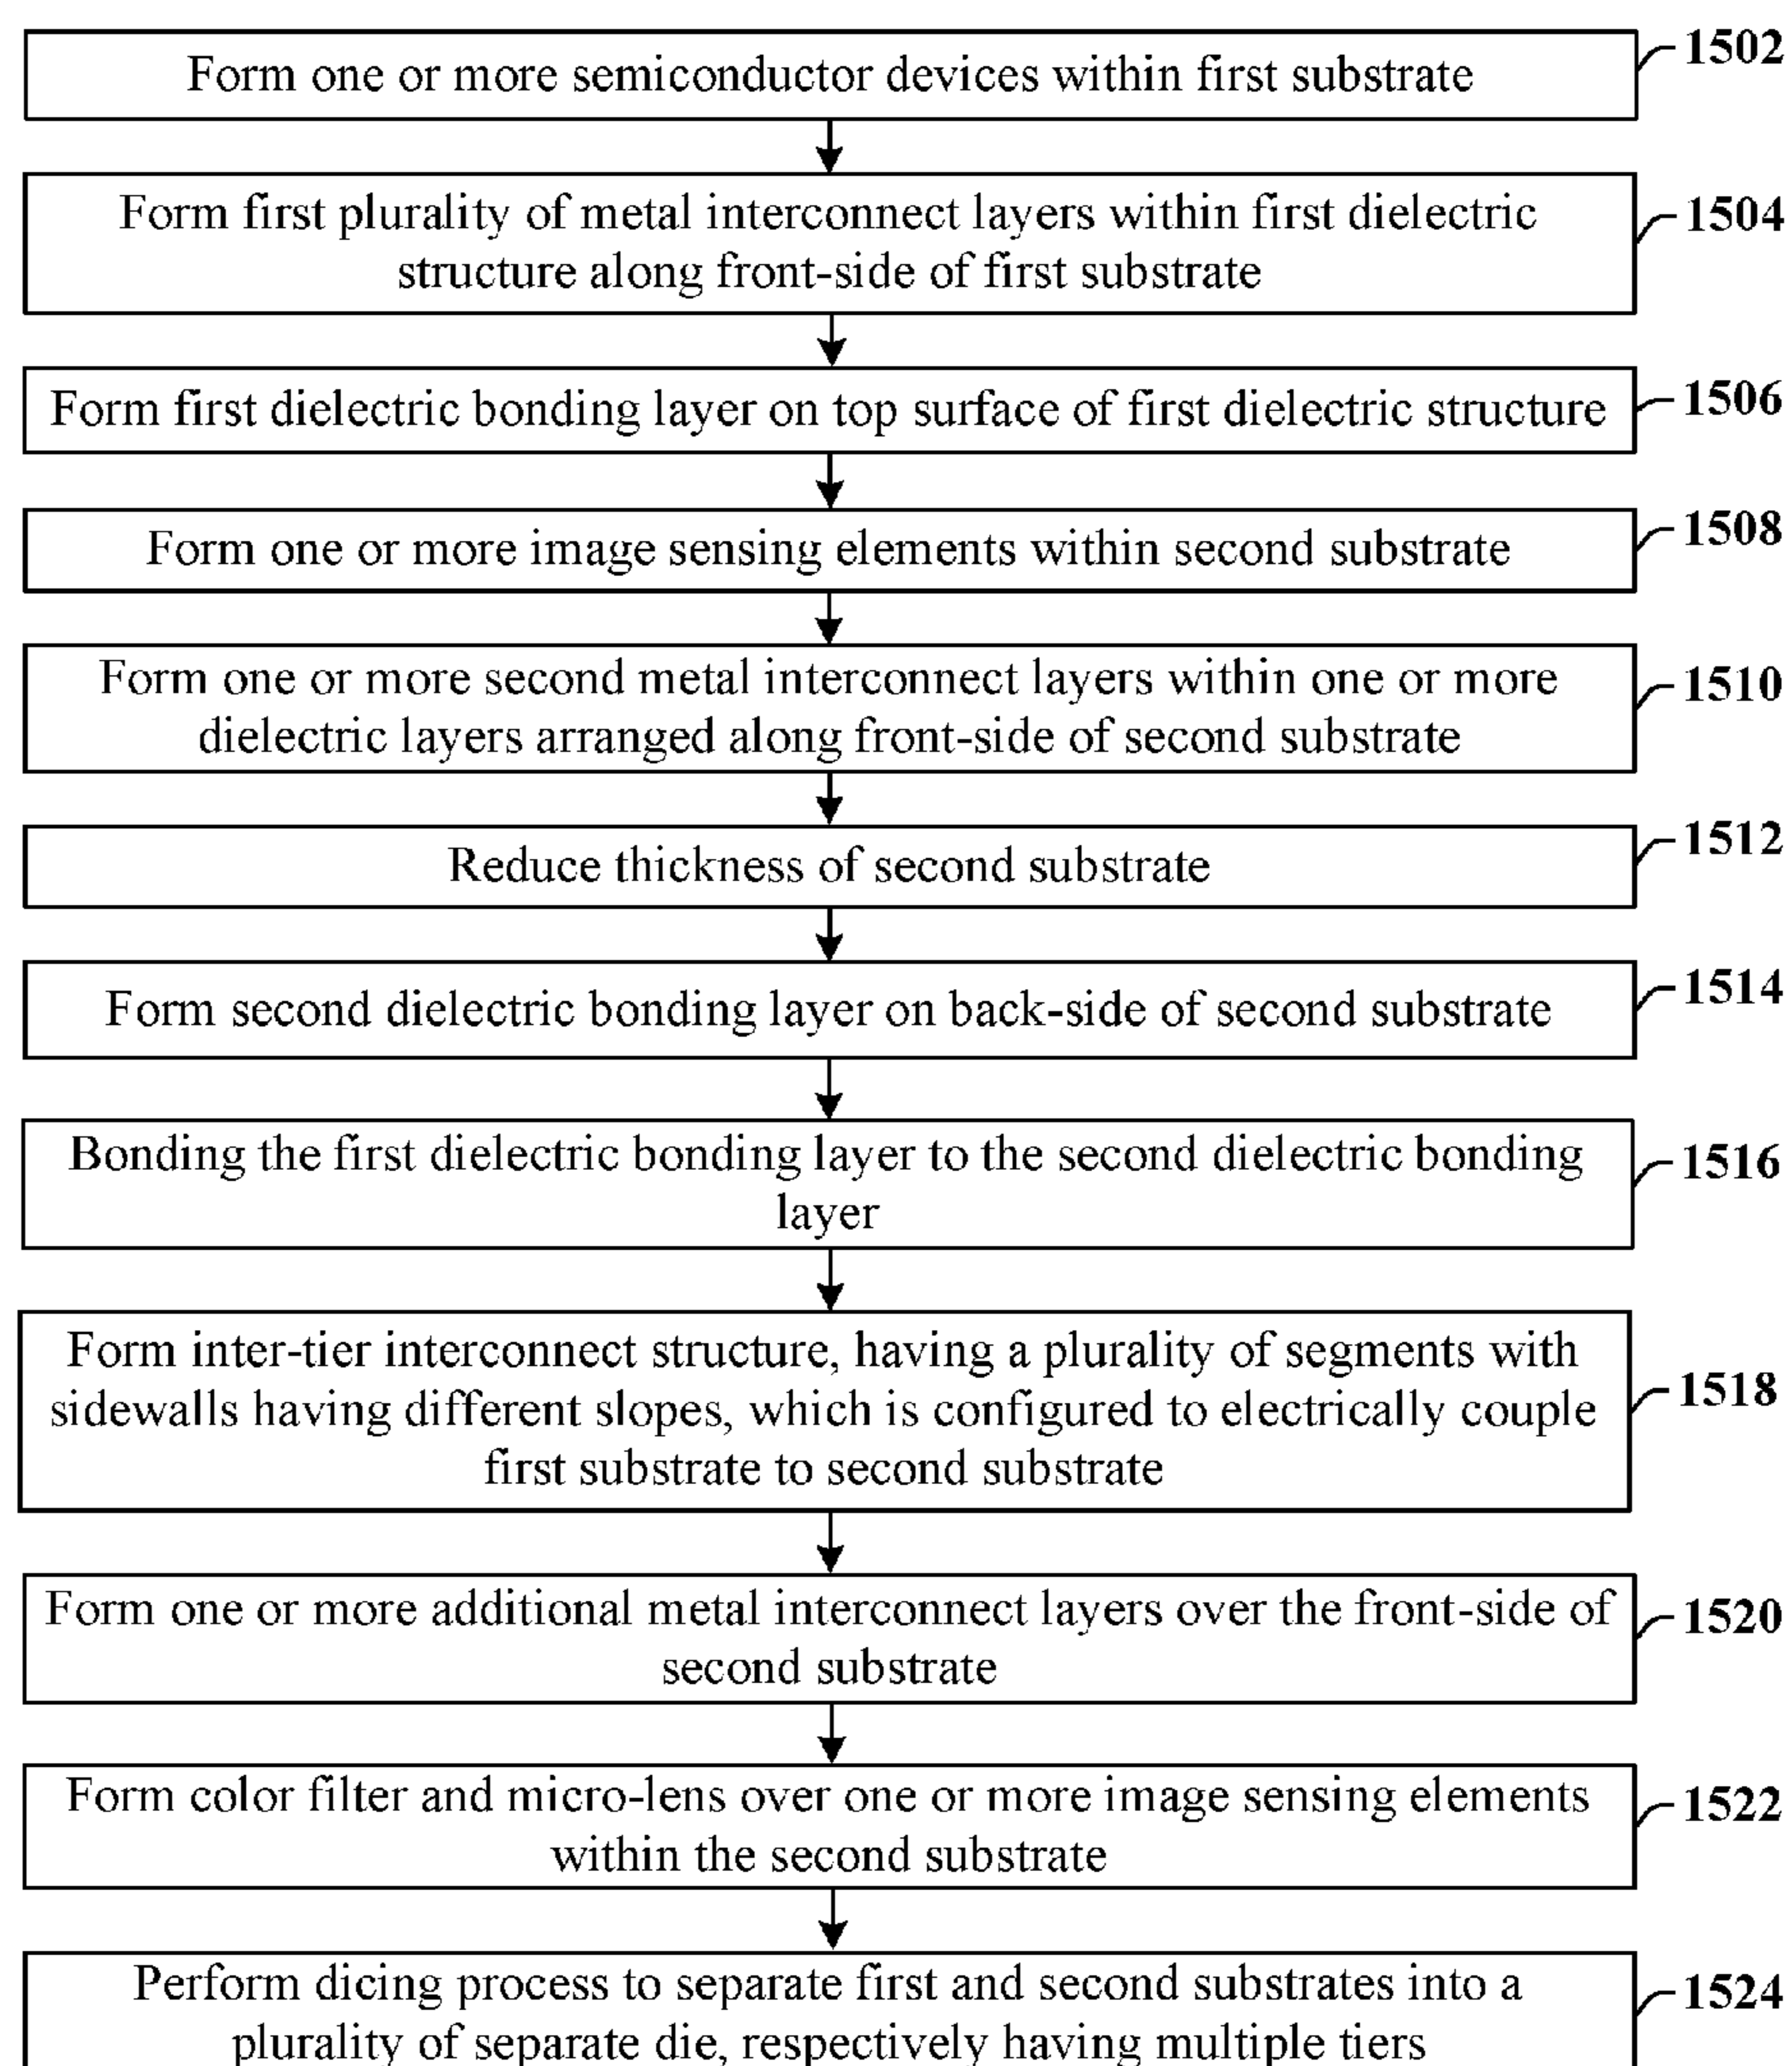 Form one or more semiconductor devices within first substrate
1502
Form first plurality of metal interconnect layers within first dielectric
structure along front-side of first substrate
1504
Form first dielectric bonding layer on top surface of first dielectric structure
1506
Form one or more image sensing elements within second substrate
1508
Form one or more second metal interconnect layers within one or more
dielectric layers arranged along front-side of second substrate
1510
Reduce thickness of second substrate
1512
Form second dielectric bonding layer on back-side of second substrate
1514
Bonding the first dielectric bonding layer to the second dielectric bonding
layer
1516
Form inter-tier interconnect structure, having a plurality of segments with
sidewalls having different slopes, which is configured to electrically couple
first substrate to second substrate
1518
Form one or more additional metal interconnect layers over the front-side of
second substrate
1520
Form color filter and micro-lens over one or more image sensing elements
within the second substrate
1522
Perform dicing process to separate first and second substrates into a
plurality of separate die, respectively having multiple tiers
1524